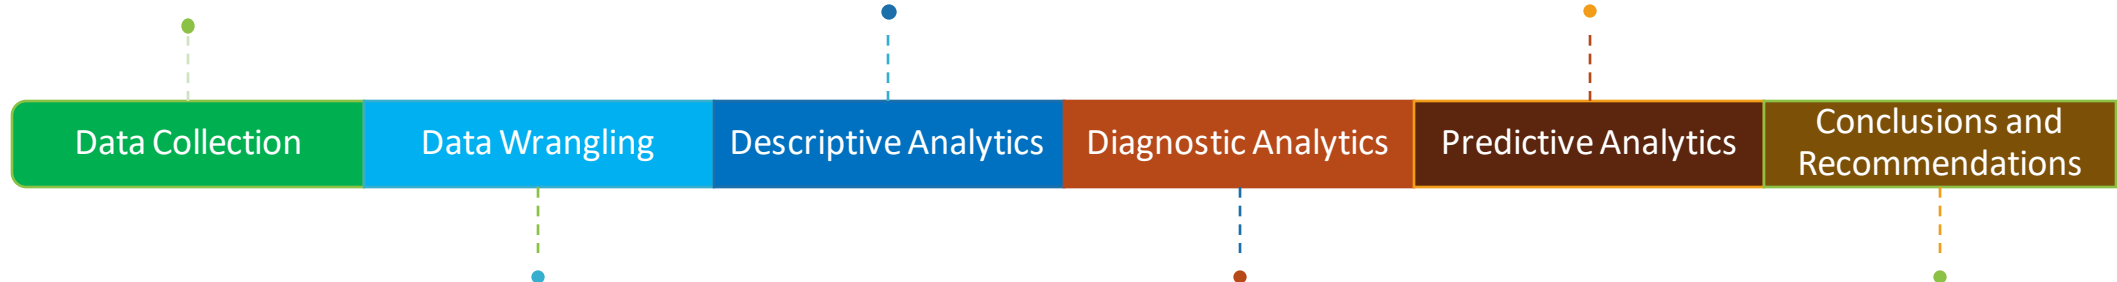 Data Collection
Data Wrangling
Descriptive Analytics
Diagnostic Analytics
Predictive Analytics
Conclusions and
Recommendations